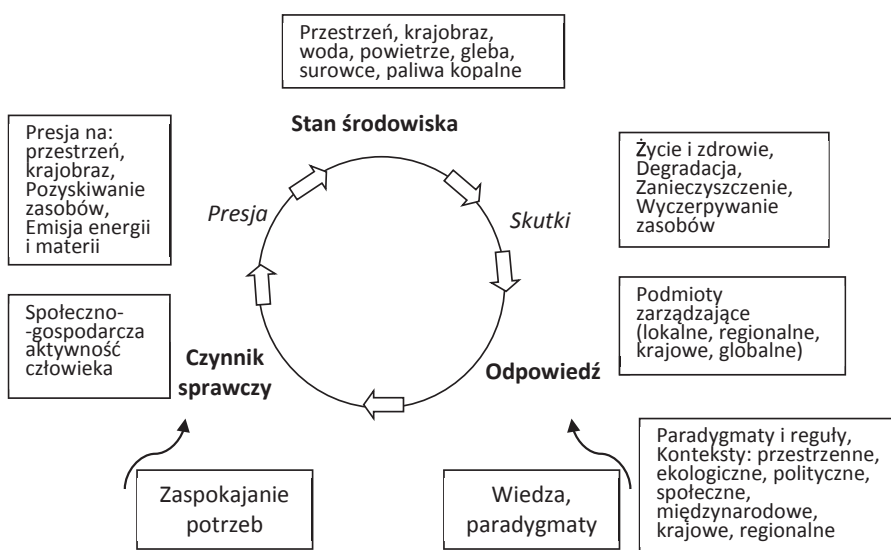 Przestrzeń, krajobraz,
woda, powietrze, gleba,
surowce, paliwa kopalne
Stan środowiska
Presja na:
przestrzeń,
krajobraz,
Pozyskiwanie
zasobów,
Emisja energii
i materii
Presja
Skutki
Życie i zdrowie,
Degradacja,
Zanieczyszczenie,
Wyczerpywanie
zasobów
Społeczno-
-gospodarcza
aktywność
człowieka
Czynnik
sprawczy
Odpowiedź
Podmioty
zarządzające
(lokalne, regionalne,
krajowe, globalne)
Zaspokajanie
potrzeb
Wiedza,
paradygmaty
Paradygmaty i reguły,
Konteksty: przestrzenne,
ekologiczne, polityczne,
społeczne,
międzynarodowe,
krajowe, regionalne